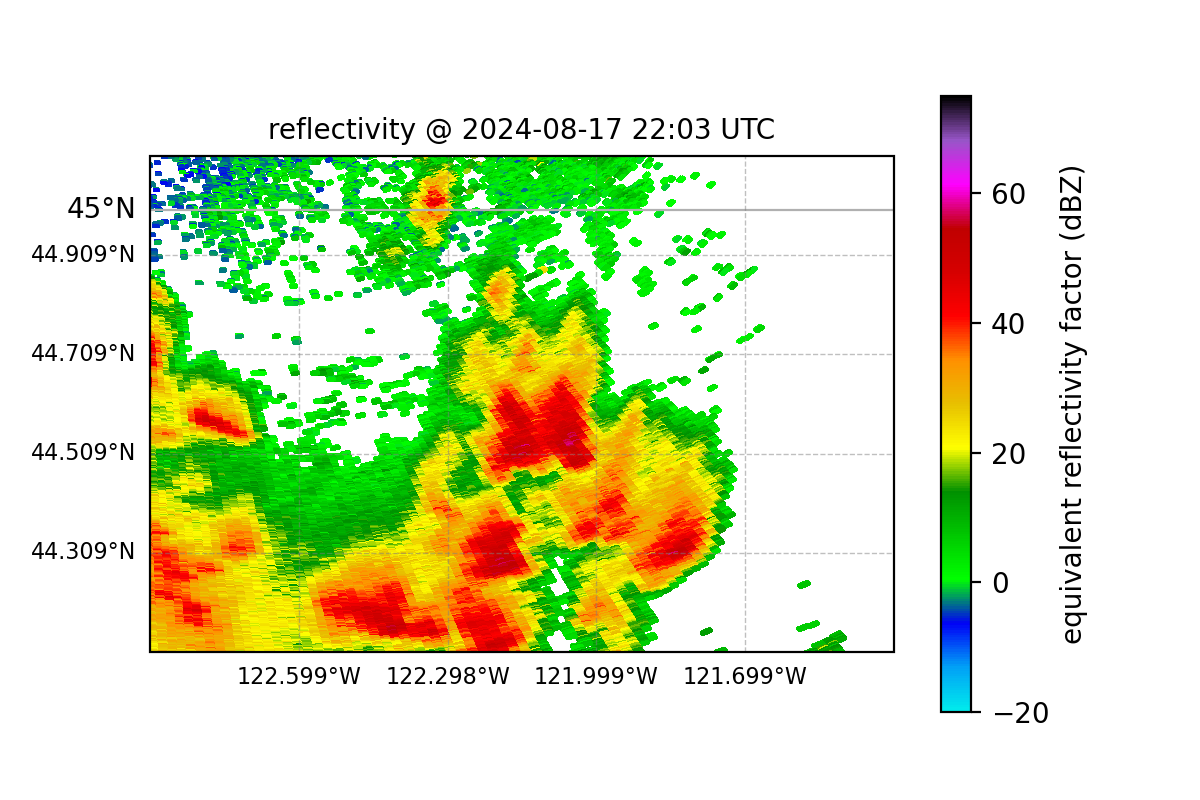 reflectivity @ 2024-08-17 22:03 UTC
45°N
44.909°N
44.709°N
44.509°N
44.309°N
122.599°W 122.298°W 121.999°W 121.699°W
60
40
20
0
−20
equivalent reflectivity factor (dBZ)